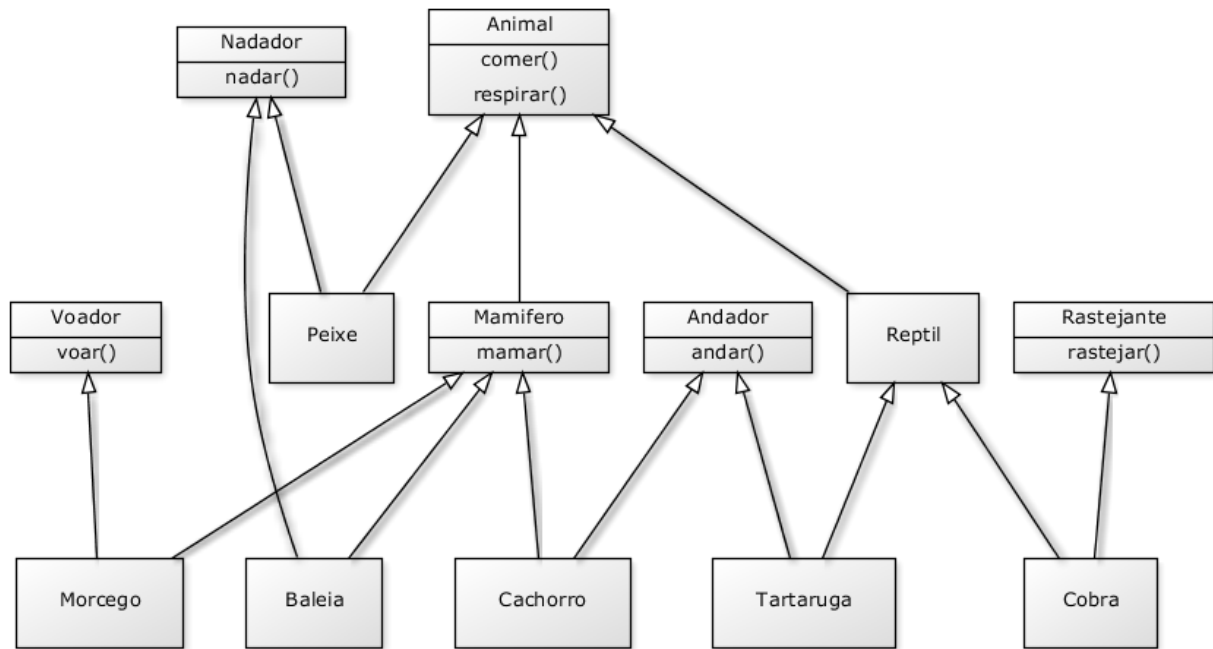 Animal
comer()
respirar()
Nadador
nadar()
Voador
voar()
Peixe
Mamifero
mamar()
Andador
andar()
Reptil
Rastejante
rastejar()
Morcego
Baleia
Cachorro
Tartaruga
Cobra